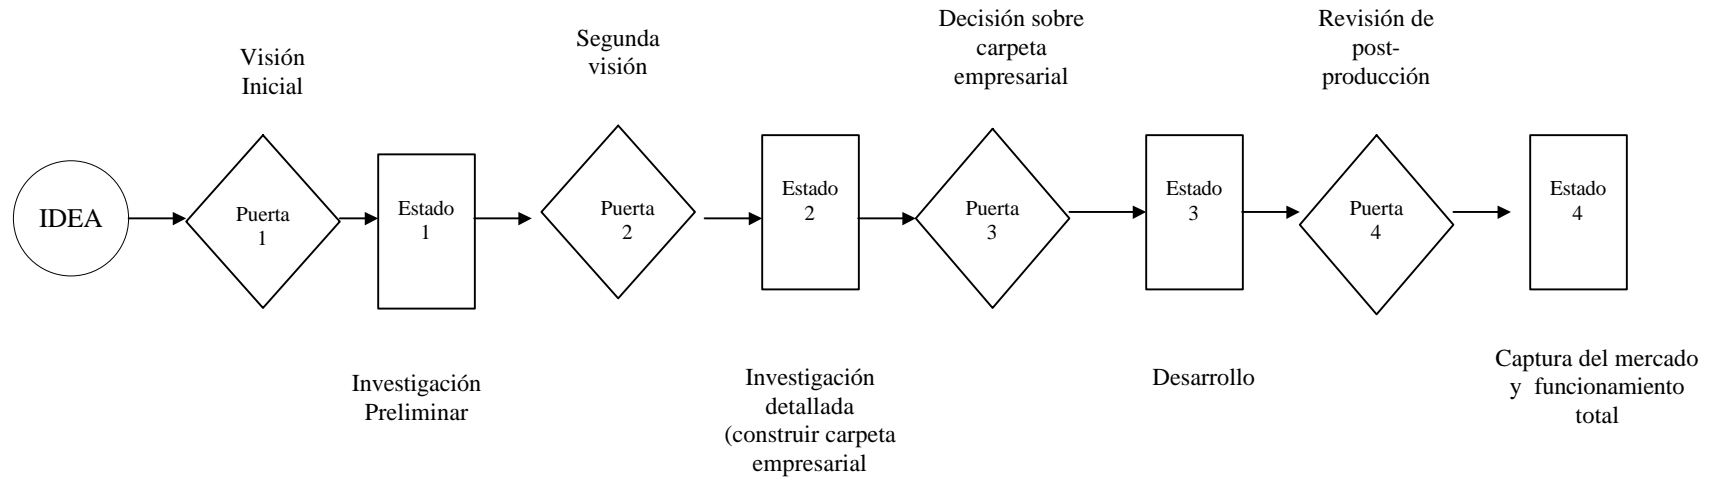 Visión
Inicial
Segunda
visión
Decisión sobre
carpeta
empresarial
Revisión de
post-
producción
IDEA
Puerta
1
Estado
1
Puerta
2
Estado
2
Puerta
3
Estado
3
Puerta
4
Estado
4
Investigación
Preliminar
Investigación
detallada
(construir carpeta
empresarial
Desarrollo
Captura del mercado
y funcionamiento
total